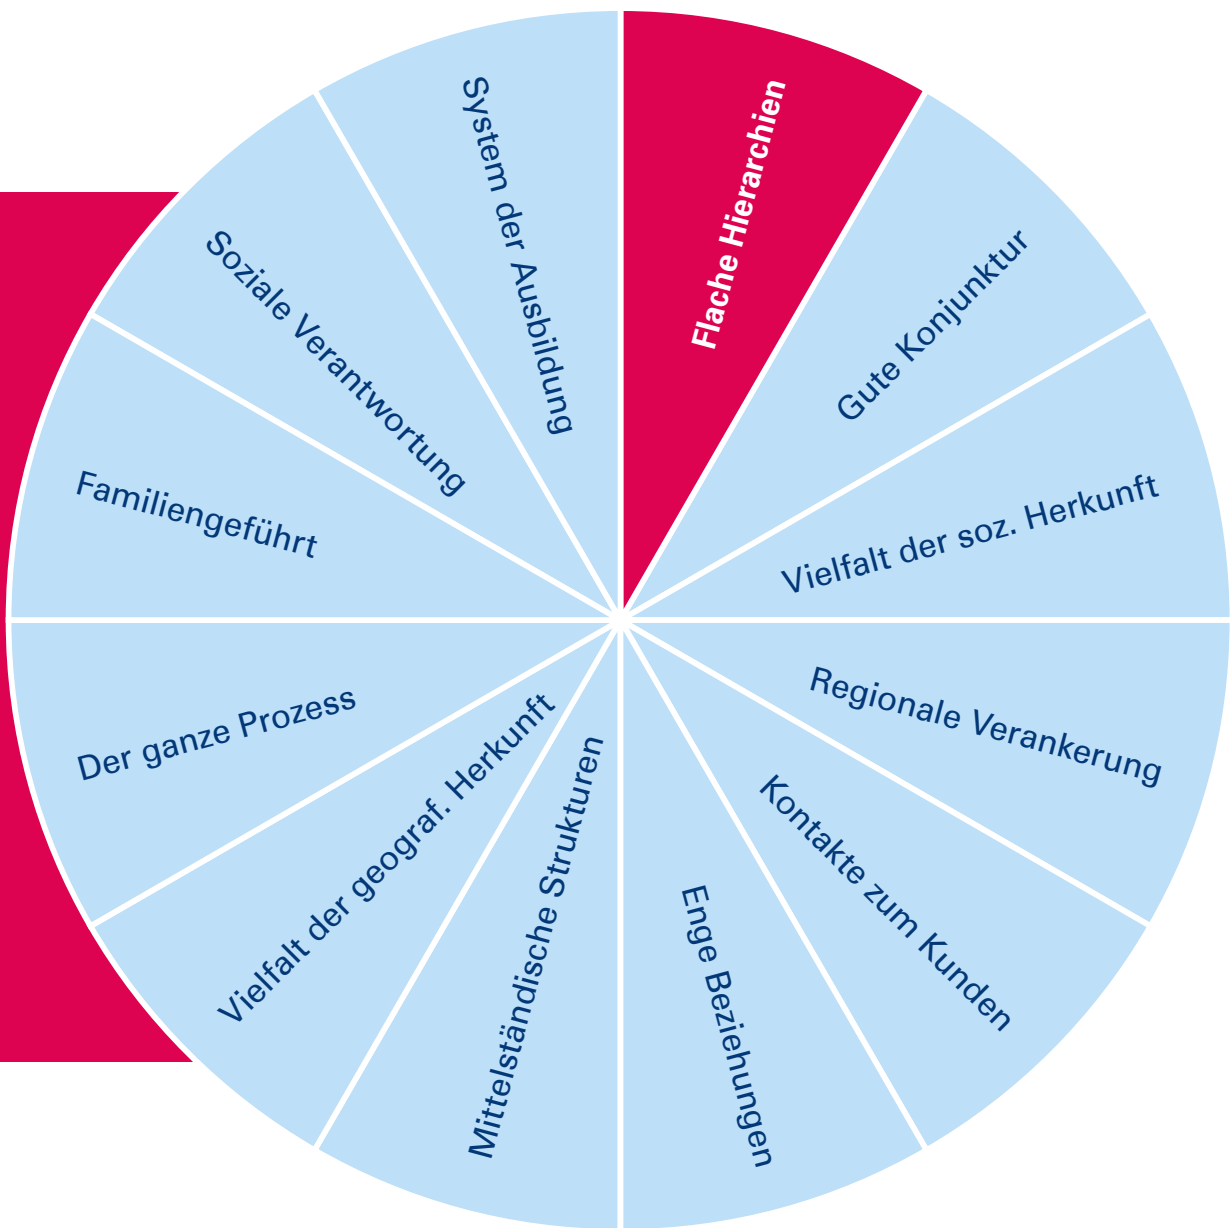 Flache Hierarchien
Gute Konjunktur
Vielfalt der soz. Herkunft
Regionale Verankerung
Kontakte zum Kunden
Enge Beziehungen
Mittelständische Strukturen
Vielfalt der geograf. Herkunft
Der ganze Prozess
Familiengeführt
Soziale Verantwortung
System der Ausbildung